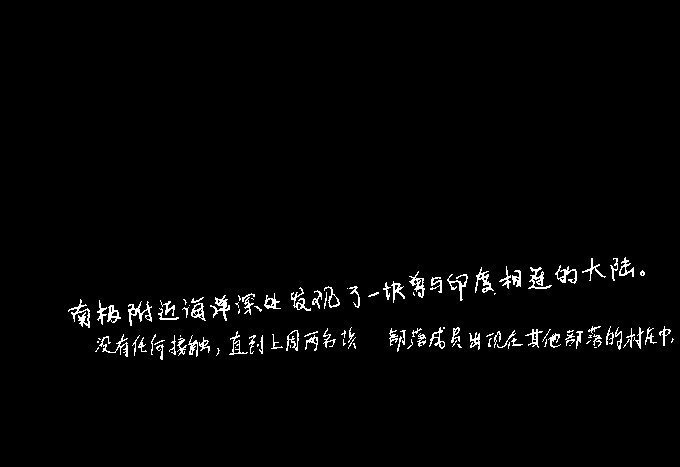 南极附近海洋深处发现了一块曾与印度相连的大陆。
没有任何接触，直到上周两名该 部落成员出现在其他部落的村庄中，